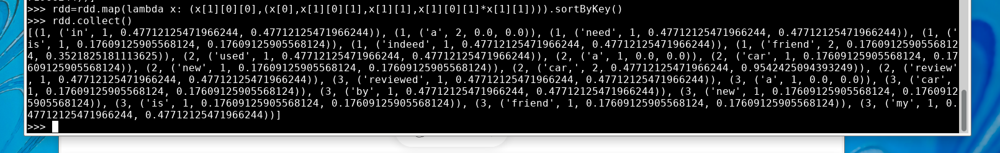 >>> rdd=rdd.map(lambda x: (x[1][0][0],(x[0],x[1][0][1],x[1][1],x[1][0][1]*x[1][1]))).sortByKey()
>>> rdd.collect()
[(1, ('in', 1, 0.47712125471966244, 0.47712125471966244)), (1, ('a', 2, 0.0, 0.0)), (1, ('need', 1, 0.47712125471966244, 0.47712125471966244)), (1, ('
is', 1, 0.17609125905568124, 0.17609125905568124)), (1, ('indeed', 1, 0.47712125471966244, 0.47712125471966244)), (1, ('friend', 2, 0.1760912590556812
4, 0.3521825181113625)), (2, ('used', 1, 0.47712125471966244, 0.47712125471966244)), (2, ('a', 1, 0.0, 0.0)), (2, ('car', 1, 0.17609125905568124, 0.17
609125905568124)), (2, ('new', 1, 0.17609125905568124, 0.17609125905568124)), (2, ('car,', 2, 0.47712125471966244, 0.9542425094393249)), (2, ('review'
, 1, 0.47712125471966244, 0.47712125471966244)), (3, ('reviewed', 1, 0.47712125471966244, 0.47712125471966244)), (3, ('a', 1, 0.0, 0.0)), (3, ('car', 
1, 0.17609125905568124, 0.17609125905568124)), (3, ('by', 1, 0.47712125471966244, 0.47712125471966244)), (3, ('new', 1, 0.17609125905568124, 0.1760912
5905568124)), (3, ('is', 1, 0.17609125905568124, 0.17609125905568124)), (3, ('friend', 1, 0.17609125905568124, 0.17609125905568124)), (3, ('my', 1, 0.
47712125471966244, 0.47712125471966244))]
>>>